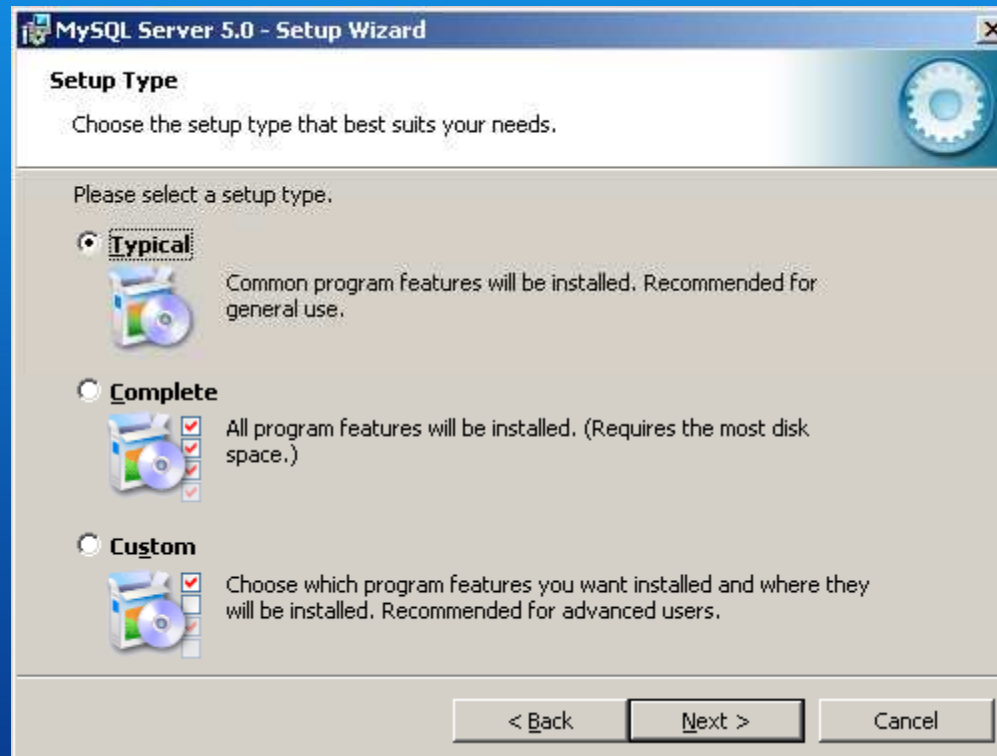 MySQL Server 5.0 - Setup Wizard
Setup Type
Choose the setup type that best suits your needs.
Please select a setup type.
Typical
Common program features will be installed. Recommended for
general use.
Complete
All program features will be installed. (Requires the most disk
space.)
Custom
Choose which program features you want installed and where they
will be installed. Recommended for advanced users.
< Back
Next >
Cancel